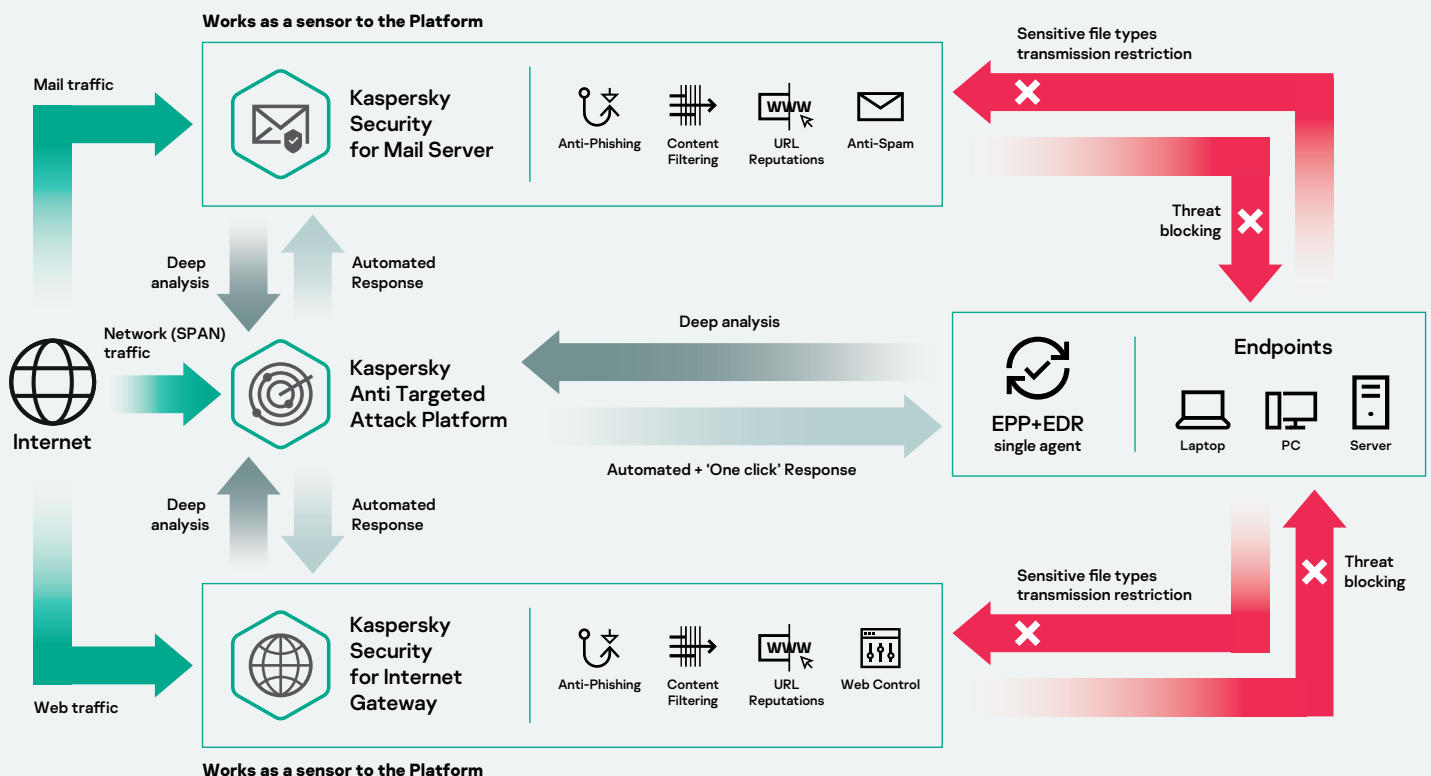 Works as a sensor to the Platform
Mail traffic
Kaspersky
Security
for Mail Server
www
Anti-Phishing
Content
Filtering
URL
Reputations
Anti-Spam
Sensitive file types
transmission restriction
Threat
blocking
Deep
analysis
Automated
Response
Internet
Network (SPAN)
traffic
Kaspersky
Anti Targeted
Attack Platform
Deep analysis
Automated + ‘One click’ Response
EPP+EDR
single agent
Endpoints
Laptop
PC
Server
Deep
analysis
Automated
Response
Web traffic
Kaspersky
Security
for Internet
Gateway
www
Anti-Phishing
Content
Filtering
URL
Reputations
Web Control
Sensitive file types
transmission restriction
Threat
blocking
Works as a sensor to the Platform